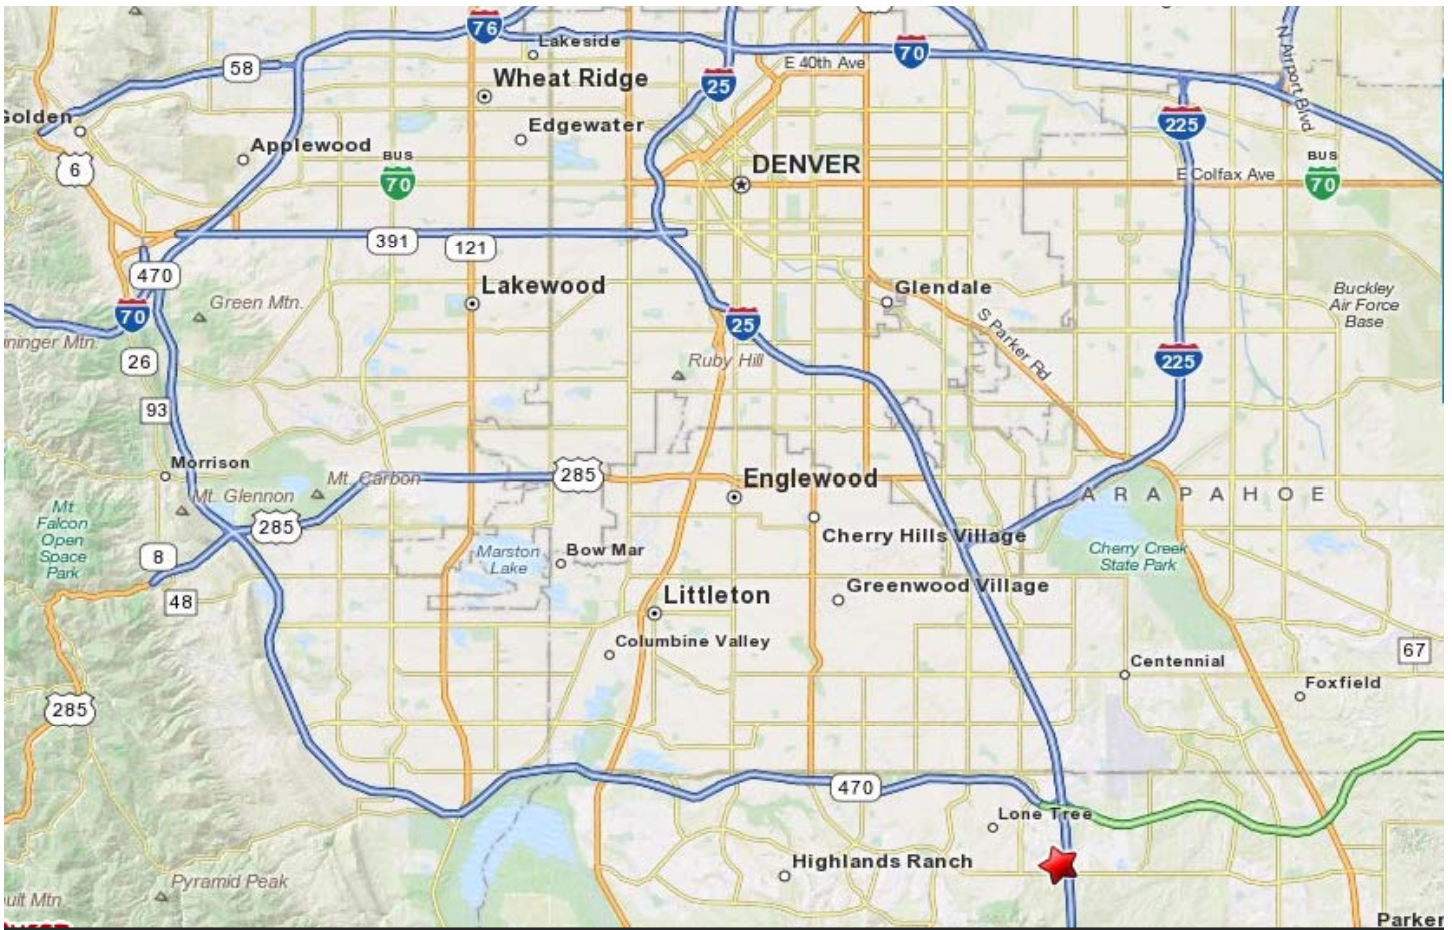 76
Lakeside
58
Wheat Ridge
E 40th Ave
70
25
N Airport Blvd
225
Edgewater
Applewood
BUS
70
6
DENVER
E Colfax Ave
BUS
70
391
121
470
Lakewood
Glendale
Green Mtn.
Buckley
Air Force
Base
70
25
S Parker Rd
26
Ruby Hill
225
93
Morrison
Mt. Carbon
285
Englewood
Mt. Glennon
ARAPAHOE
Mt
Falcon
Open
Space
Park
285
Cherry Hills Village
8
Marston
Lake
Bow Mar
Cherry Creek
State Park
48
Littleton
Greenwood Village
Columbine Valley
67
Centennial
Foxfield
285
470
Lone Tree
Highlands Ranch
Pyramid Peak
Parker